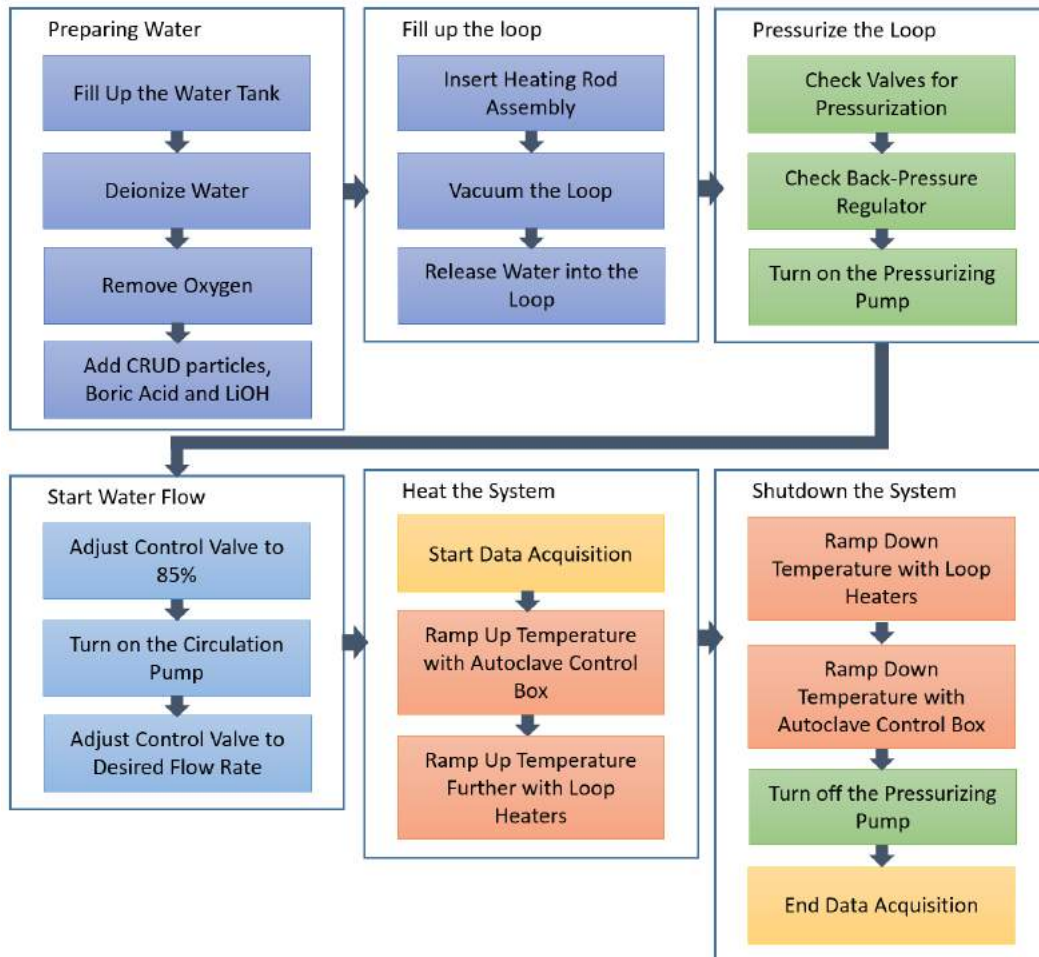 Preparing Water
Fill Up the Water Tank
Deionize Water
Remove Oxygen
Add CRUD particles,
Boric Acid and LiOH
Fill up the loop
Insert Heating Rod
Assembly
Vacuum the Loop
Release Water into the
Loop
Pressurize the Loop
Check Valves for
Pressurization
Check Back-Pressure
Regulator
Turn on the Pressurizing
Pump
Start Water Flow
Adjust Control Valve to
85%
Turn on the Circulation
Pump
Adjust Control Valve to
Desired Flow Rate
Heat the System
Start Data Acquisition
Ramp Up Temperature
with Autoclave Control
Box
Ramp Up Temperature
Further with Loop
Heaters
Shutdown the System
Ramp Down
Temperature with Loop
Heaters
Ramp Down
Temperature with
Autoclave Control Box
Turn off the Pressurizing
Pump
End Data Acquisition